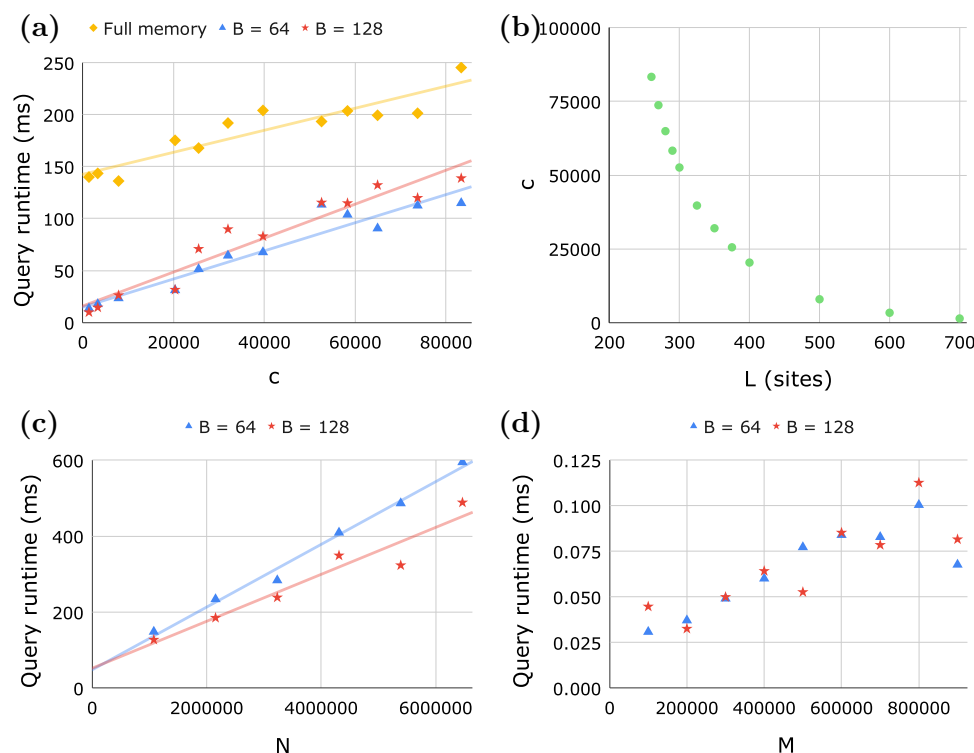 (a)
Full memory B = 64 B = 128
Query runtime (ms)
250
200
150
100
50
0
0 20000 40000 60000 80000
c
(b)
c
100000
75000
50000
25000
0
200 300 400 500 600 700
L (sites)
(c)
B = 64 B = 128
Query runtime (ms)
600
400
200
0
0 2000000 4000000 6000000
N
(d)
B = 64 B = 128
Query runtime (ms)
0.125
0.100
0.075
0.050
0.025
0.000
0 200000 400000 600000 800000
M